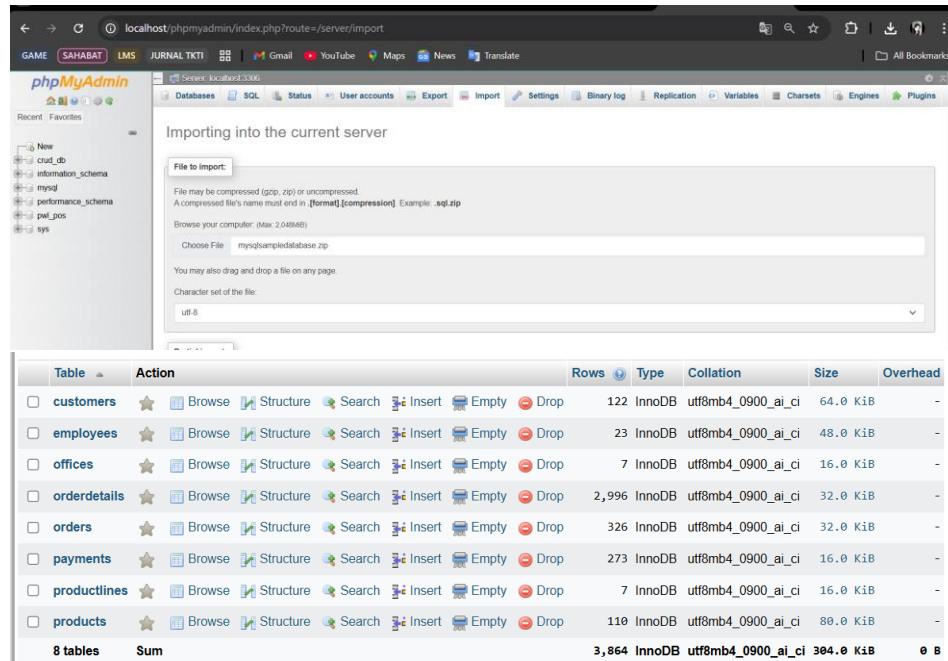 localhost/phpmyadmin/index.php?route=/server/import
GAME SAHABAT LMS JURNAL TKTI Gmail YouTube Maps News Translate All Bookmarks
phpMyAdmin
Server: localhost:3306
Databases SQL Status User accounts Export Import Settings Binary log Replication Variables Charsets Engines Plugins
Recent Favorites
New
crud_db
information_schema
mysql
performance_schema
pwl_pos
sys
Importing into the current server
File to import:
File may be compressed (gzip, zip) or uncompressed.
A compressed file's name must end in .[format].[compression]. Example: .sql.zip
Browse your computer: (Max: 2,048MiB)
Choose File mysqlsampledatabase.zip
You may also drag and drop a file on any page.
Character set of the file:
utf-8
Table Action Rows Type Collation Size Overhead
customers Browse Structure Search Insert Empty Drop 122 InnoDB utf8mb4_0900_ai_ci 64.0 KiB -
employees Browse Structure Search Insert Empty Drop 23 InnoDB utf8mb4_0900_ai_ci 48.0 KiB -
offices Browse Structure Search Insert Empty Drop 7 InnoDB utf8mb4_0900_ai_ci 16.0 KiB -
orderdetails Browse Structure Search Insert Empty Drop 2,996 InnoDB utf8mb4_0900_ai_ci 32.0 KiB -
orders Browse Structure Search Insert Empty Drop 326 InnoDB utf8mb4_0900_ai_ci 32.0 KiB -
payments Browse Structure Search Insert Empty Drop 273 InnoDB utf8mb4_0900_ai_ci 16.0 KiB -
productlines Browse Structure Search Insert Empty Drop 7 InnoDB utf8mb4_0900_ai_ci 16.0 KiB -
products Browse Structure Search Insert Empty Drop 110 InnoDB utf8mb4_0900_ai_ci 80.0 KiB -
8 tables Sum 3,864 InnoDB utf8mb4_0900_ai_ci 304.0 KiB 0 B